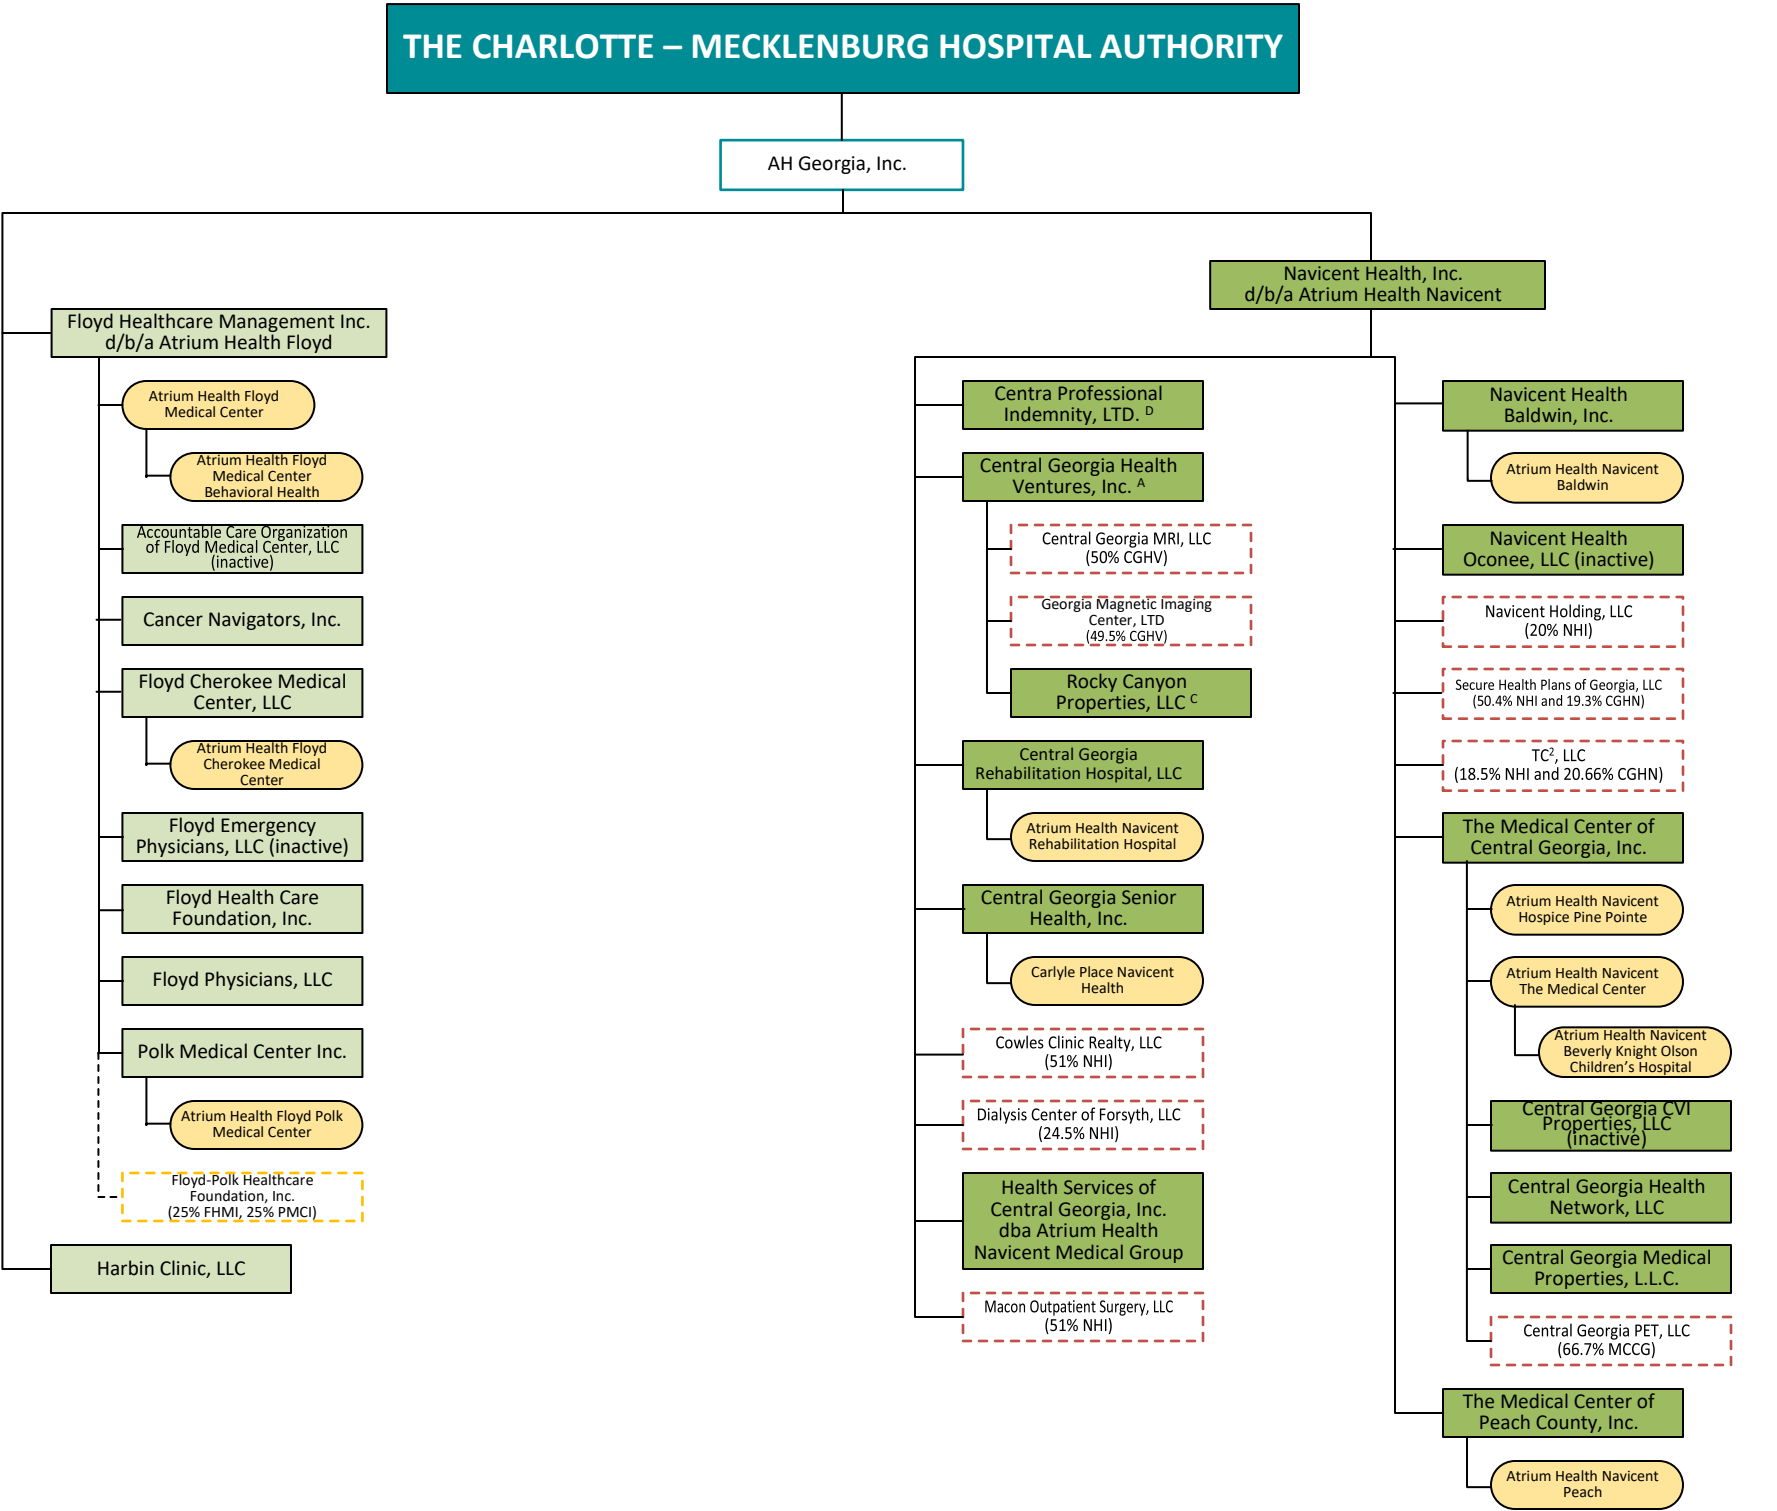 THE CHARLOTTE – MECKLENBURG HOSPITAL AUTHORITY
AH Georgia, Inc.
Floyd Healthcare Management Inc.
d/b/a Atrium Health Floyd
Atrium Health Floyd
Medical Center
Atrium Health Floyd
Medical Center
Behavioral Health
Accountable Care Organization
of Floyd Medical Center, LLC
(inactive)
Cancer Navigators, Inc.
Floyd Cherokee Medical
Center, LLC
Atrium Health Floyd
Cherokee Medical
Center
Floyd Emergency
Physicians, LLC (inactive)
Floyd Health Care
Foundation, Inc.
Floyd Physicians, LLC
Polk Medical Center Inc.
Atrium Health Floyd Polk
Medical Center
Floyd-Polk Healthcare
Foundation, Inc.
(25% FHMI, 25% PMCI)
Harbin Clinic, LLC
Navicent Health, Inc.
d/b/a Atrium Health Navicent
Centra Professional
Indemnity, LTD. D
Central Georgia Health
Ventures, Inc. A
Central Georgia MRI, LLC
(50% CGHV)
Georgia Magnetic Imaging
Center, LTD
(49.5% CGHV)
Rocky Canyon
Properties, LLC C
Central Georgia
Rehabilitation Hospital, LLC
Atrium Health Navicent
Rehabilitation Hospital
Central Georgia Senior
Health, Inc.
Carlyle Place Navicent
Health
Cowles Clinic Realty, LLC
(51% NHI)
Dialysis Center of Forsyth, LLC
(24.5% NHI)
Health Services of
Central Georgia, Inc.
dba Atrium Health
Navicent Medical Group
Macon Outpatient Surgery, LLC
(51% NHI)
Navicent Health
Baldwin, Inc.
Atrium Health Navicent
Baldwin
Navicent Health
Oconee, LLC (inactive)
Navicent Holding, LLC
(20% NHI)
Secure Health Plans of Georgia, LLC
(50.4% NHI and 19.3% CGHN)
TC², LLC
(18.5% NHI and 20.66% CGHN)
The Medical Center of
Central Georgia, Inc.
Atrium Health Navicent
Hospice Pine Pointe
Atrium Health Navicent
The Medical Center
Atrium Health Navicent
Beverly Knight Olson
Children’s Hospital
Central Georgia CVI
Properties, LLC
(inactive)
Central Georgia Health
Network, LLC
Central Georgia Medical
Properties, L.L.C.
Central Georgia PET, LLC
(66.7% MCCG)
The Medical Center of
Peach County, Inc.
Atrium Health Navicent
Peach